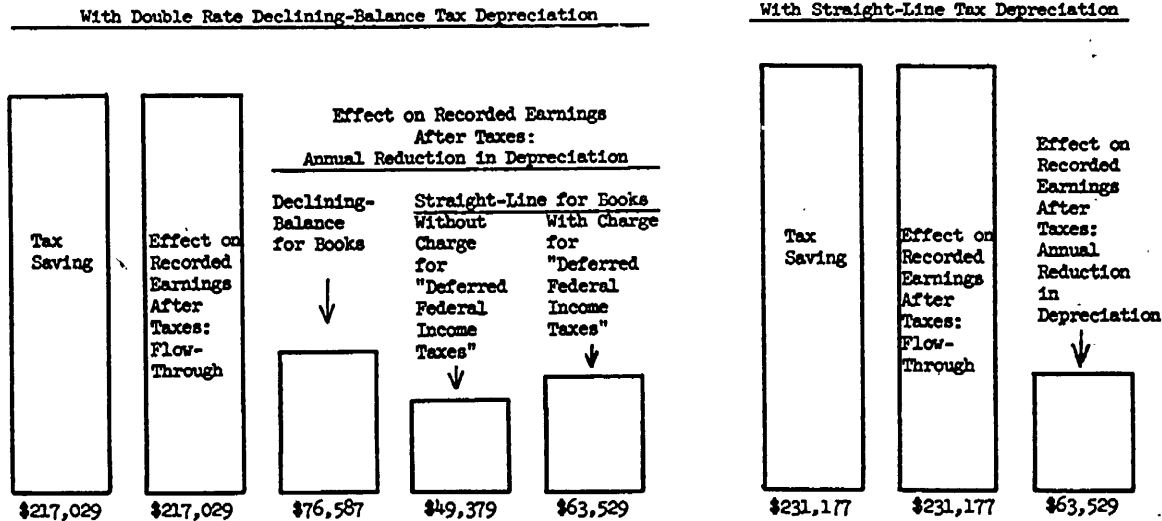 With Double Rate Declining-Balance Tax Depreciation
Effect on Recorded Earnings
After Taxes:
Annual Reduction in Depreciation
Declining-
Balance
for Books
Straight-Line for Books
Without
Charge
for
"Deferred
Federal
Income
Taxes"
With Charge
for
"Deferred
Federal
Income
Taxes"
Tax
Saving
Effect on
Recorded
Earnings
After
Taxes:
Flow-
Through
$217,029
$217,029
$76,587
$49,379
$63,529
With Straight-Line Tax Depreciation
Tax
Saving
Effect on
Recorded
Earnings
After
Taxes:
Flow-
Through
Effect on
Recorded
Earnings
After
Taxes:
Annual
Reduction
in
Depreciation
$231,177
$231,177
$63,529